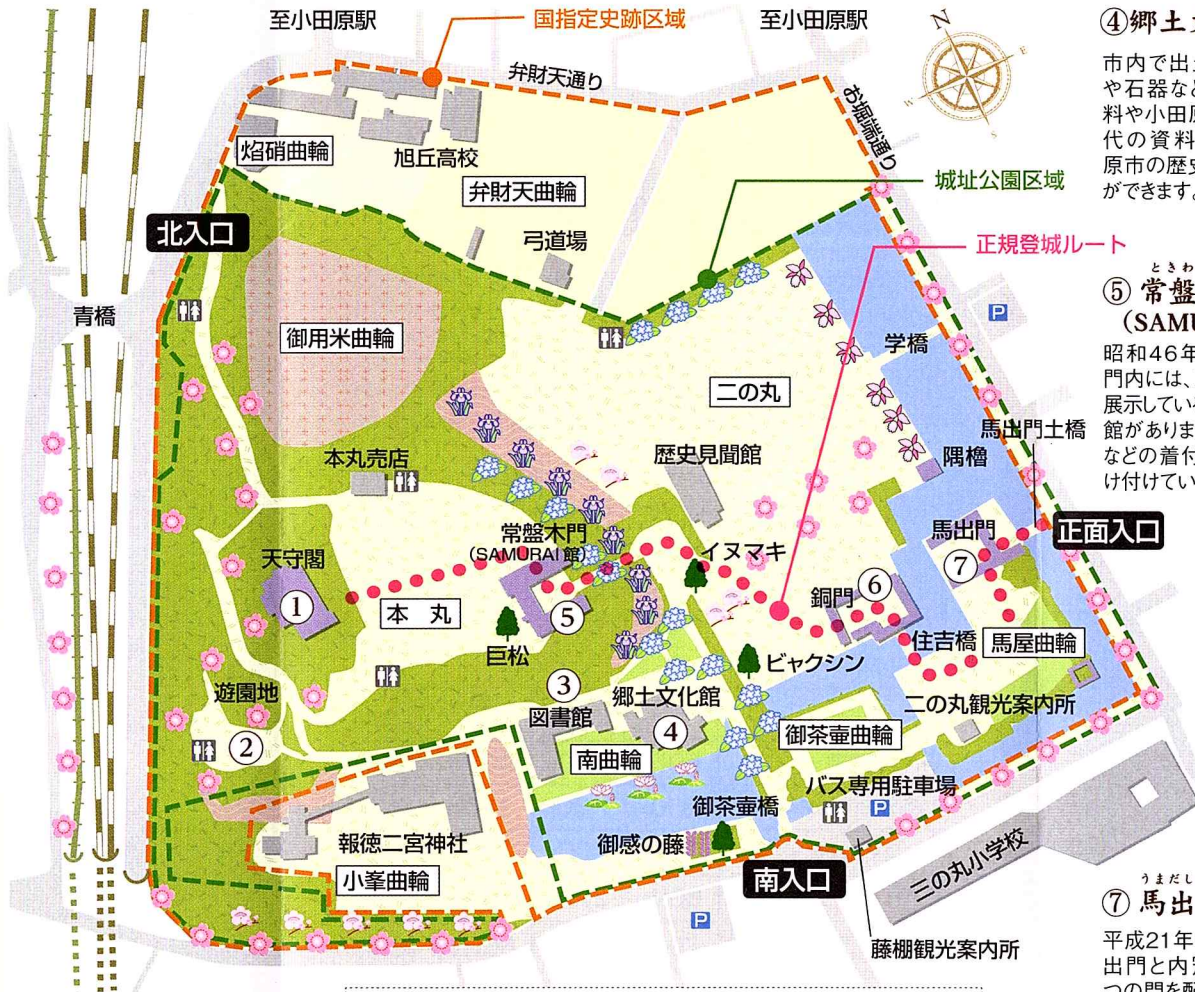 至小田原駅
国指定史跡区域
至小田原駅
N
E
W
S
弁財天通り
お堀端通り
焔硝曲輪
旭丘高校
弁財天曲輪
城址公園区域
北入口
弓道場
正規登城ルート
青橋
御用米曲輪
P
学橋
二の丸
馬出門土橋
本丸売店
歴史見聞館
隅櫓
常盤木門
(SAMURAI館)
イヌマキ
馬出門
正面入口
天守閣
①
⑤
⑥
⑦
本丸
銅門
巨松
ビャクシン
住吉橋
馬屋曲輪
遊園地
②
③
図書館
郷土文化館
④
二の丸観光案内所
南曲輪
御茶壷曲輪
バス専用駐車場
P
御茶壷橋
報徳二宮神社
御感の藤
小峯曲輪
南入口
三の丸小学校
P
藤棚観光案内所
④郷土
市内で出
や石器な
料や小田
代の資料
原市の歴史
ができます。
ときわ
⑤常盤
(SAMU
昭和46年
門内には、
展示してい
館がありま
などの着付
け付けてい
うまだし
⑦馬出
平成21年
出門と内
つの門を